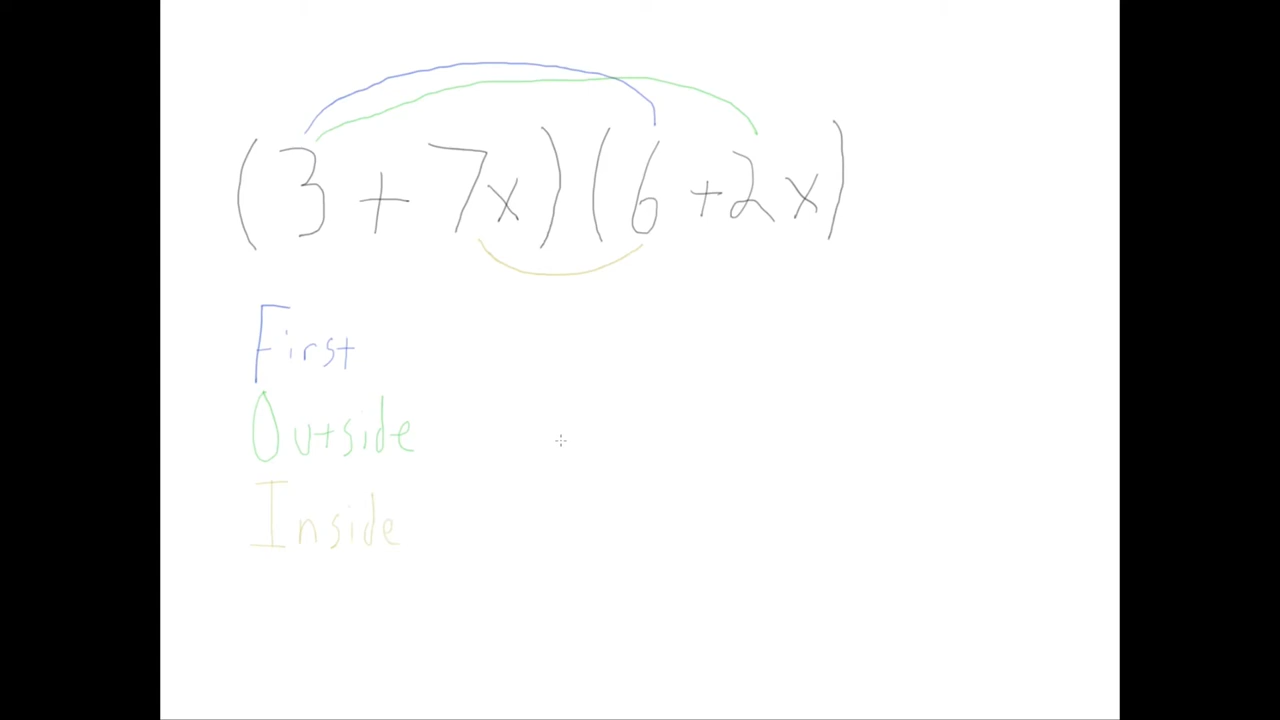 (3 + 7x)(6 + 2x)
First
Outside
Inside